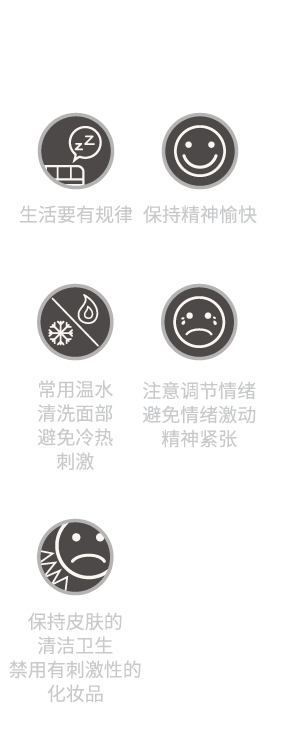 zzz
生活要有规律
保持精神愉快
常用温水
清洗面部
避免冷热
刺激
注意调节情绪
避免情绪激动
精神紧张
保持皮肤的
清洁卫生
禁用有刺激性的
化妆品